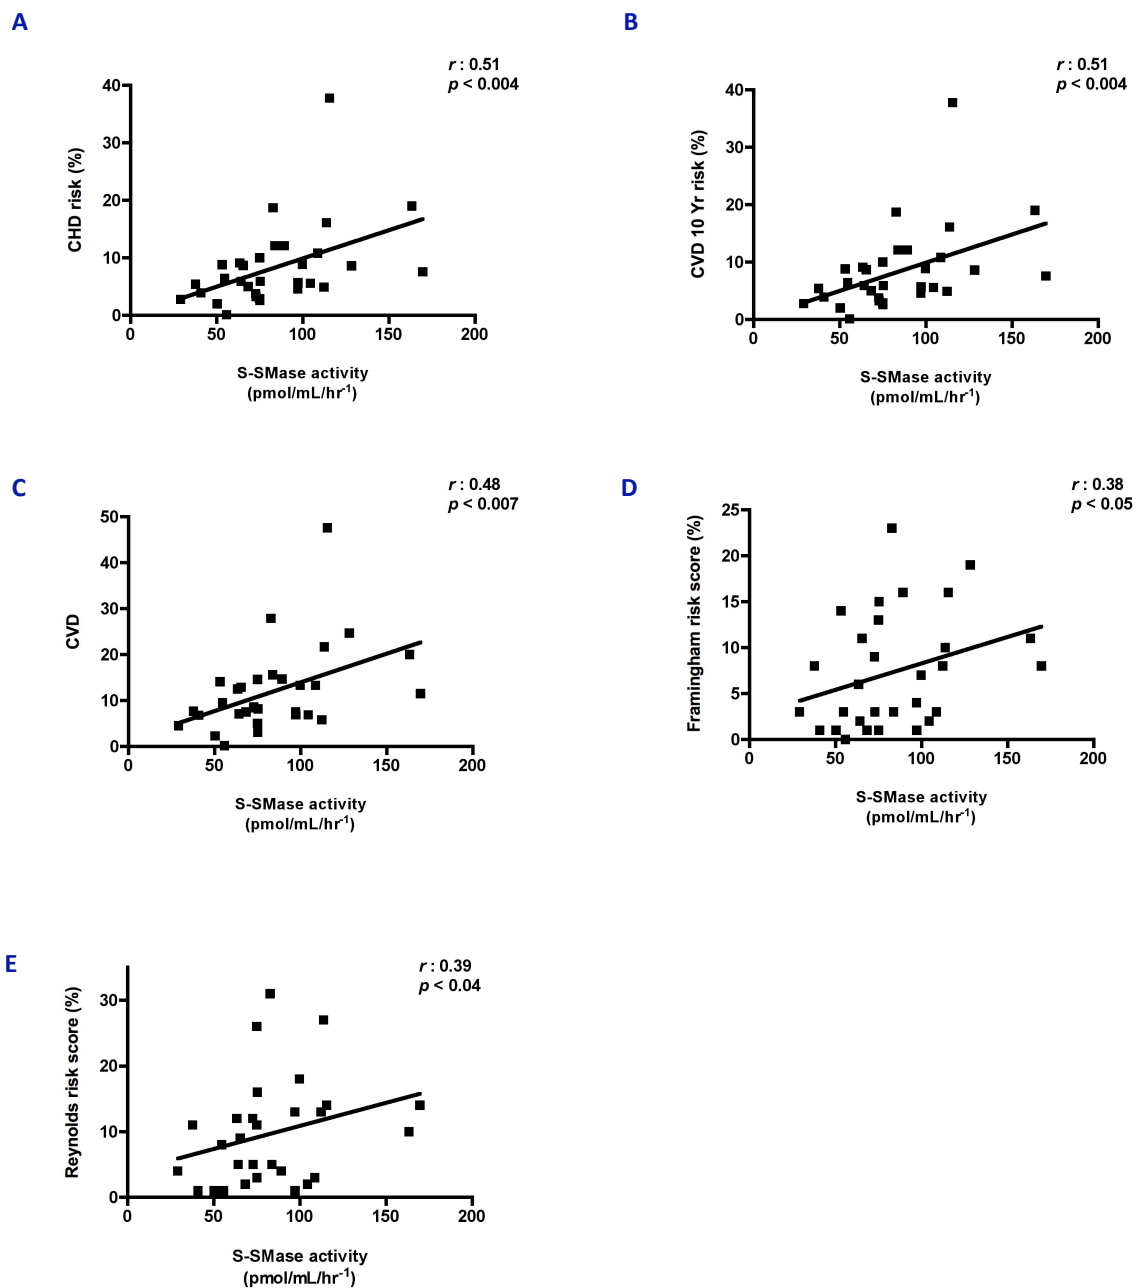 A
r : 0.51
p < 0.004
CHD risk (%)
40
30
20
10
0
0 50 100 150 200
S-SMase activity
(pmol/mL/hr-1)
B
r : 0.51
p < 0.004
CVD 10 Yr risk (%)
40
30
20
10
0
0 50 100 150 200
S-SMase activity
(pmol/mL/hr-1)
C
r : 0.48
p < 0.007
CVD
50
40
30
20
10
0
0 50 100 150 200
S-SMase activity
(pmol/mL/hr-1)
D
r : 0.38
p < 0.05
Framingham risk score (%)
25
20
15
10
5
0
0 50 100 150 200
S-SMase activity
(pmol/mL/hr-1)
E
r : 0.39
p < 0.04
Reynolds risk score (%)
30
20
10
0
0 50 100 150 200
S-SMase activity
(pmol/mL/hr-1)